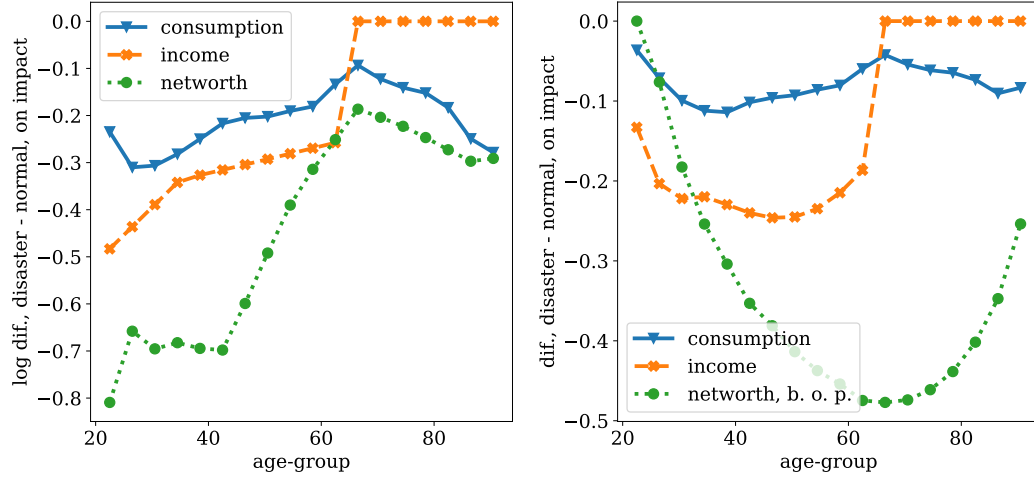 log dif., disaster - normal, on impact
0.0
−0.1
−0.2
−0.3
−0.4
−0.5
−0.6
−0.7
−0.8
consumption
income
networth
20
40
60
80
age-group
dif., disaster - normal, on impact
0.0
−0.1
−0.2
−0.3
−0.4
−0.5
consumption
income
networth, b. o. p.
20
40
60
80
age-group